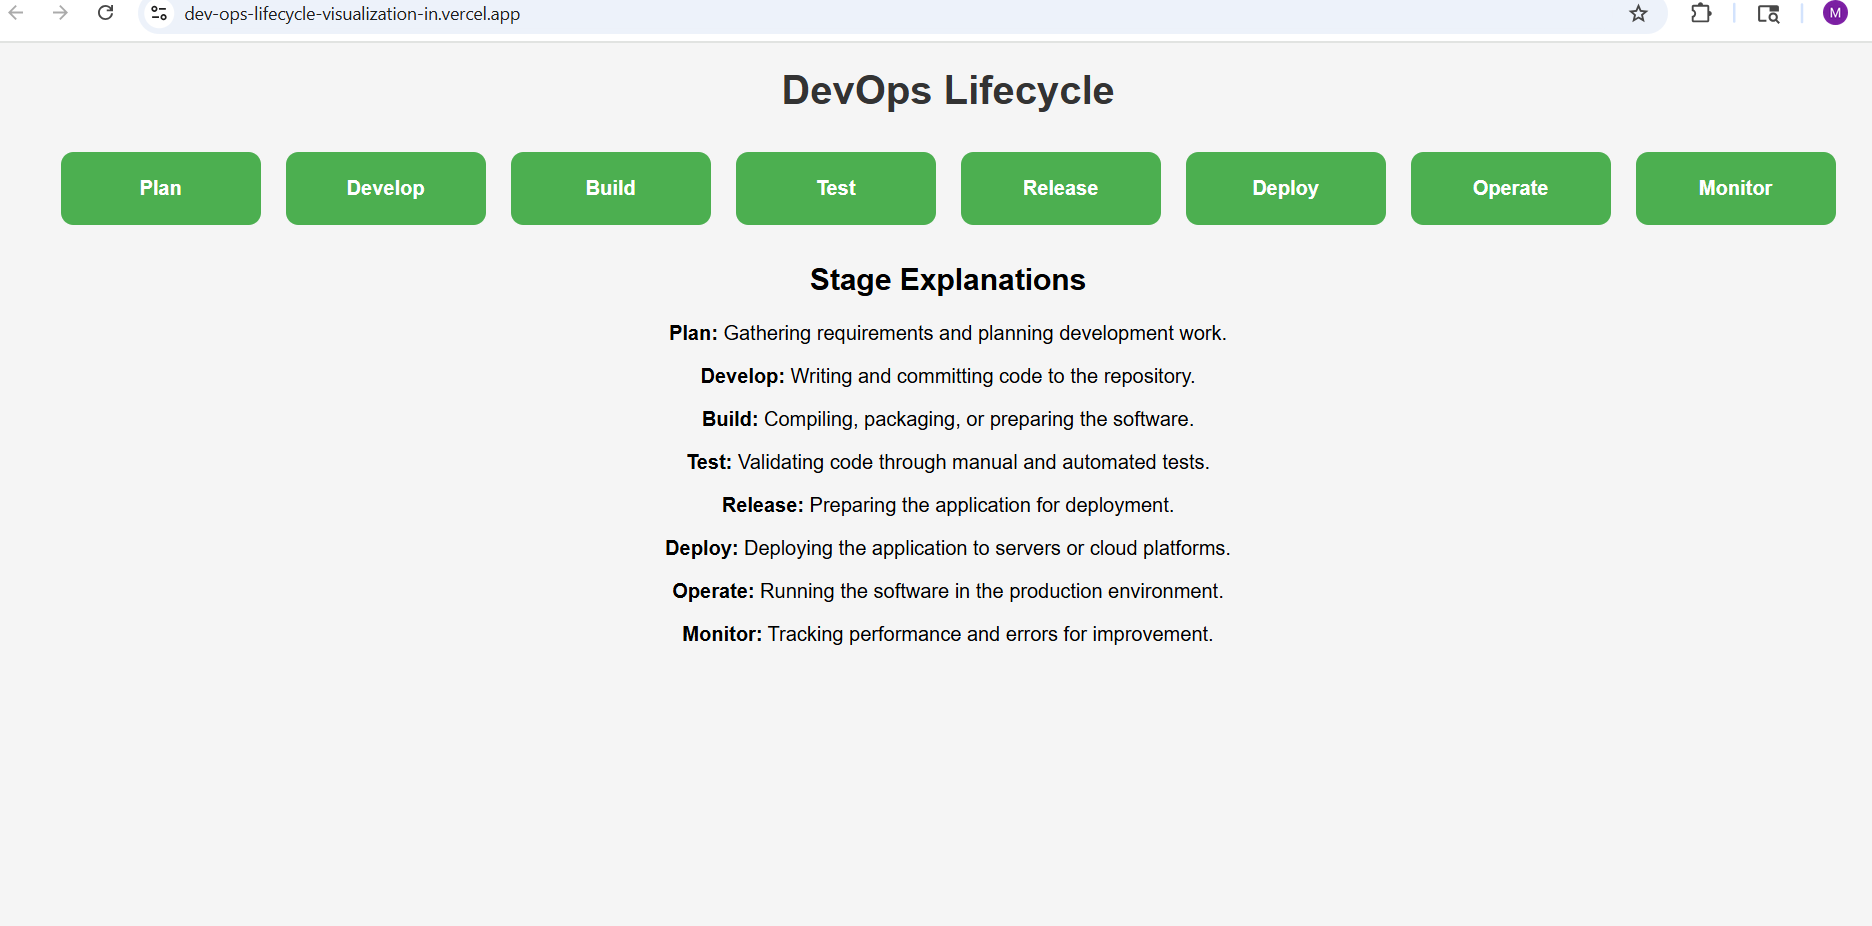 dev-ops-lifecycle-visualization-in.vercel.app
M
DevOps Lifecycle
Plan Develop Build Test Release Deploy Operate Monitor
Stage Explanations
Plan: Gathering requirements and planning development work.
Develop: Writing and committing code to the repository.
Build: Compiling, packaging, or preparing the software.
Test: Validating code through manual and automated tests.
Release: Preparing the application for deployment.
Deploy: Deploying the application to servers or cloud platforms.
Operate: Running the software in the production environment.
Monitor: Tracking performance and errors for improvement.